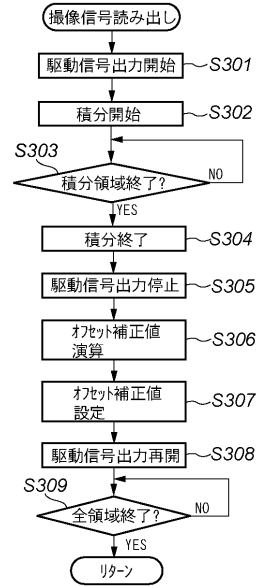 撮像信号読み出し
駆動信号出力開始
S301
積分開始
S302
S303
積分領域終了?
NO
YES
積分終了
S304
駆動信号出力停止
S305
ｵﾌｾｯﾄ補正値
演算
S306
ｵﾌｾｯﾄ補正値
設定
S307
駆動信号出力再開
S308
S309
全領域終了?
NO
YES
ﾘﾀｰﾝ